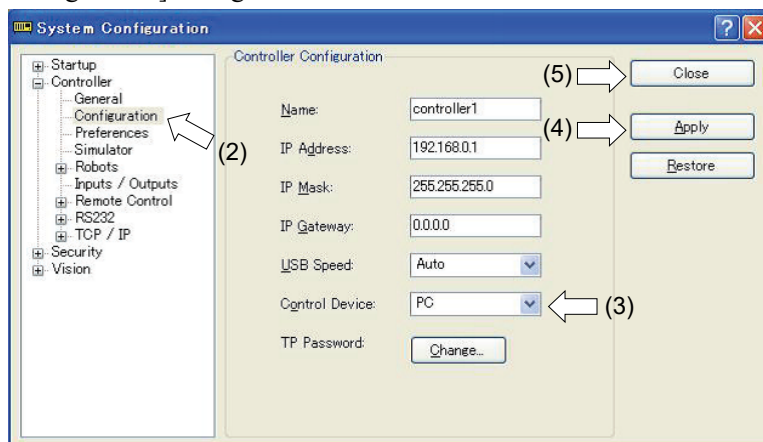 System Configuration
Startup
Controller
General
Configuration
Preferences
Simulator
Robots
Inputs / Outputs
Remote Control
RS232
TCP / IP
Security
Vision
(2)
Controller Configuration
Name: controller1
IP Address: 192.168.0.1
IP Mask: 255.255.255.0
IP Gateway: 0.0.0.0
USB Speed: Auto
Control Device: PC
(3)
TP Password: Change...
(5)
Close
(4)
Apply
Restore